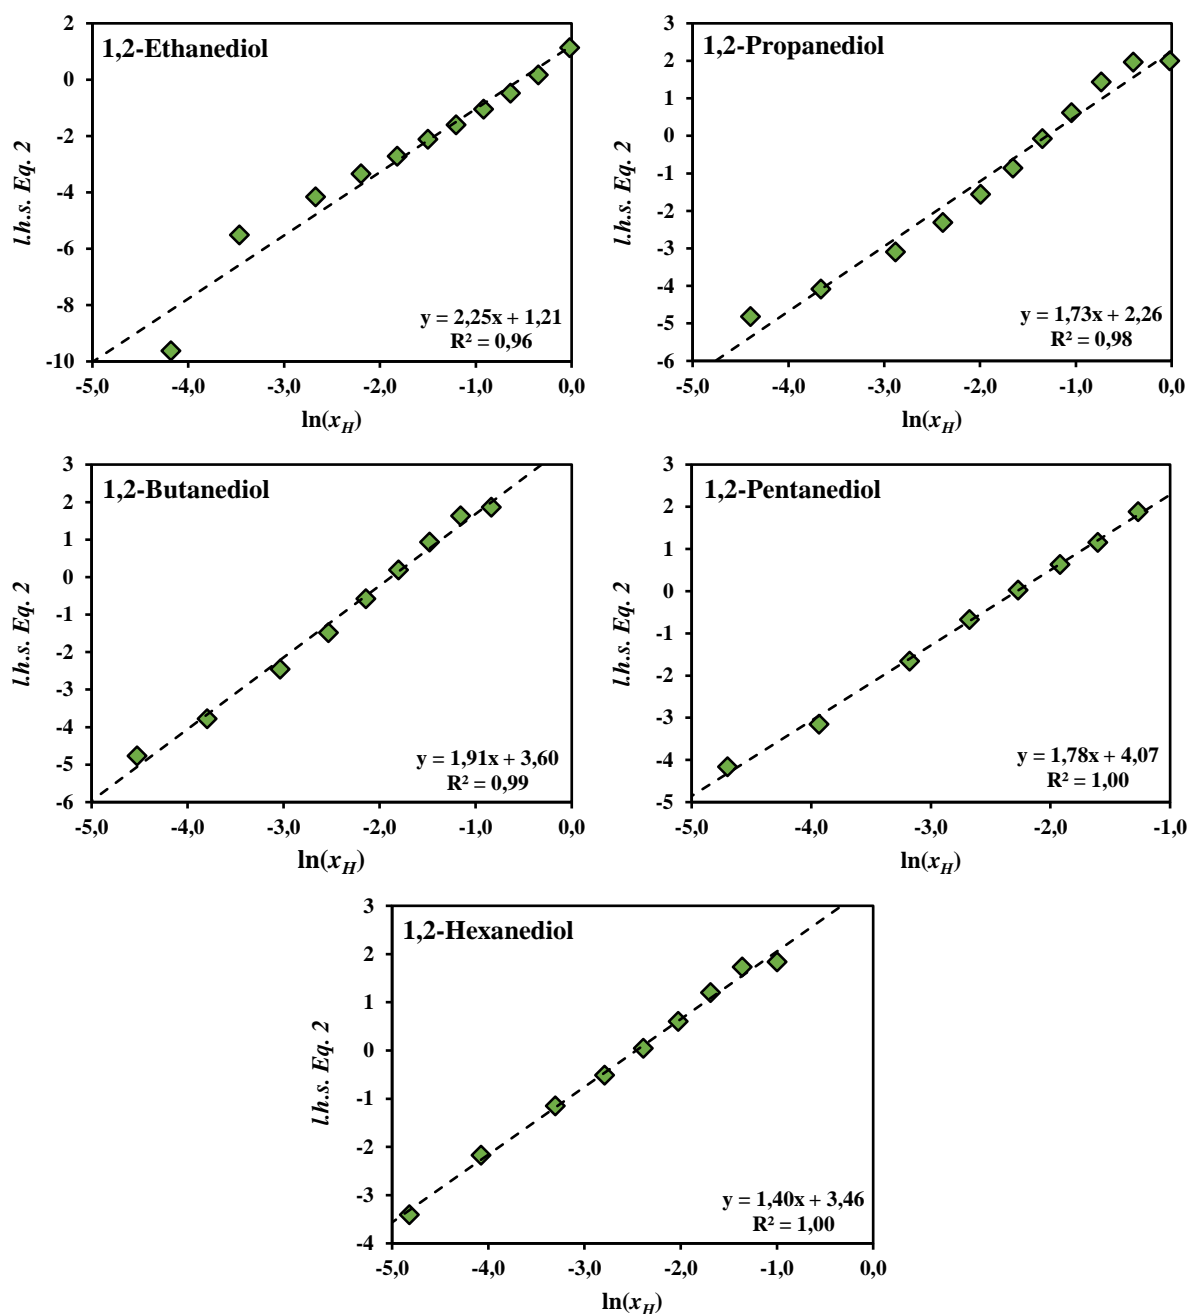 1,2-Ethanediol
2
0
-2
-4
-6
-8
-10
l.h.s. Eq. 2
y = 2,25x + 1,21
R² = 0,96
-5,0 -4,0 -3,0 -2,0 -1,0 0,0
ln(x_H)
1,2-Propanediol
3
2
1
0
-1
-2
-3
-4
-5
-6
l.h.s. Eq. 2
y = 1,73x + 2,26
R² = 0,98
-5,0 -4,0 -3,0 -2,0 -1,0 0,0
ln(x_H)
1,2-Butanediol
3
2
1
0
-1
-2
-3
-4
-5
-6
l.h.s. Eq. 2
y = 1,91x + 3,60
R² = 0,99
-5,0 -4,0 -3,0 -2,0 -1,0 0,0
ln(x_H)
1,2-Pentanediol
3
2
1
0
-1
-2
-3
-4
-5
l.h.s. Eq. 2
y = 1,78x + 4,07
R² = 1,00
-5,0 -4,0 -3,0 -2,0 -1,0
ln(x_H)
1,2-Hexanediol
3
2
1
0
-1
-2
-3
-4
l.h.s. Eq. 2
y = 1,40x + 3,46
R² = 1,00
-5,0 -4,0 -3,0 -2,0 -1,0 0,0
ln(x_H)